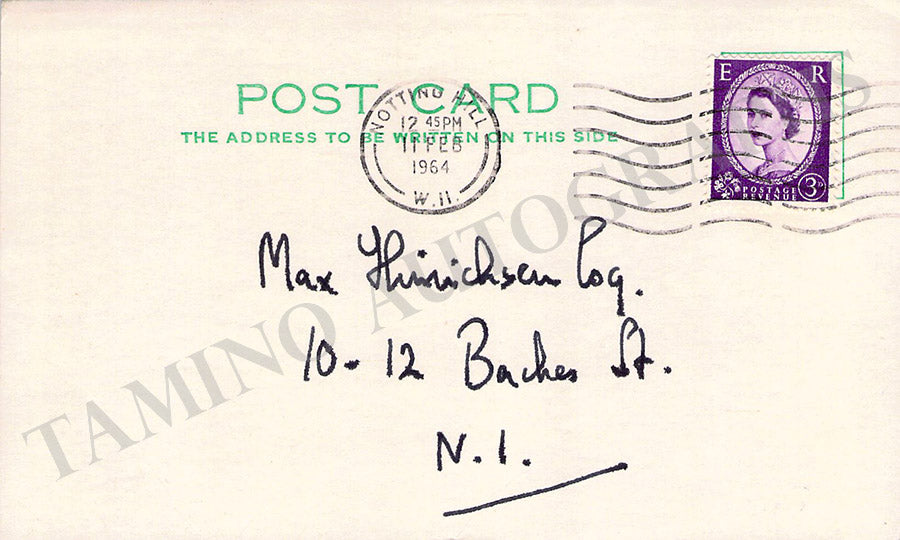 POST CARD
THE ADDRESS TO BE WRITTEN ON THIS SIDE
NOTTING HILL
12 45 PM
11 FEB
1964
W.11.
E R
POSTAGE
REVENUE
3D
Max Hinrichsen Esq.
10-12 Baches St.
N.1.
TAMINO AUTOGRAPHS